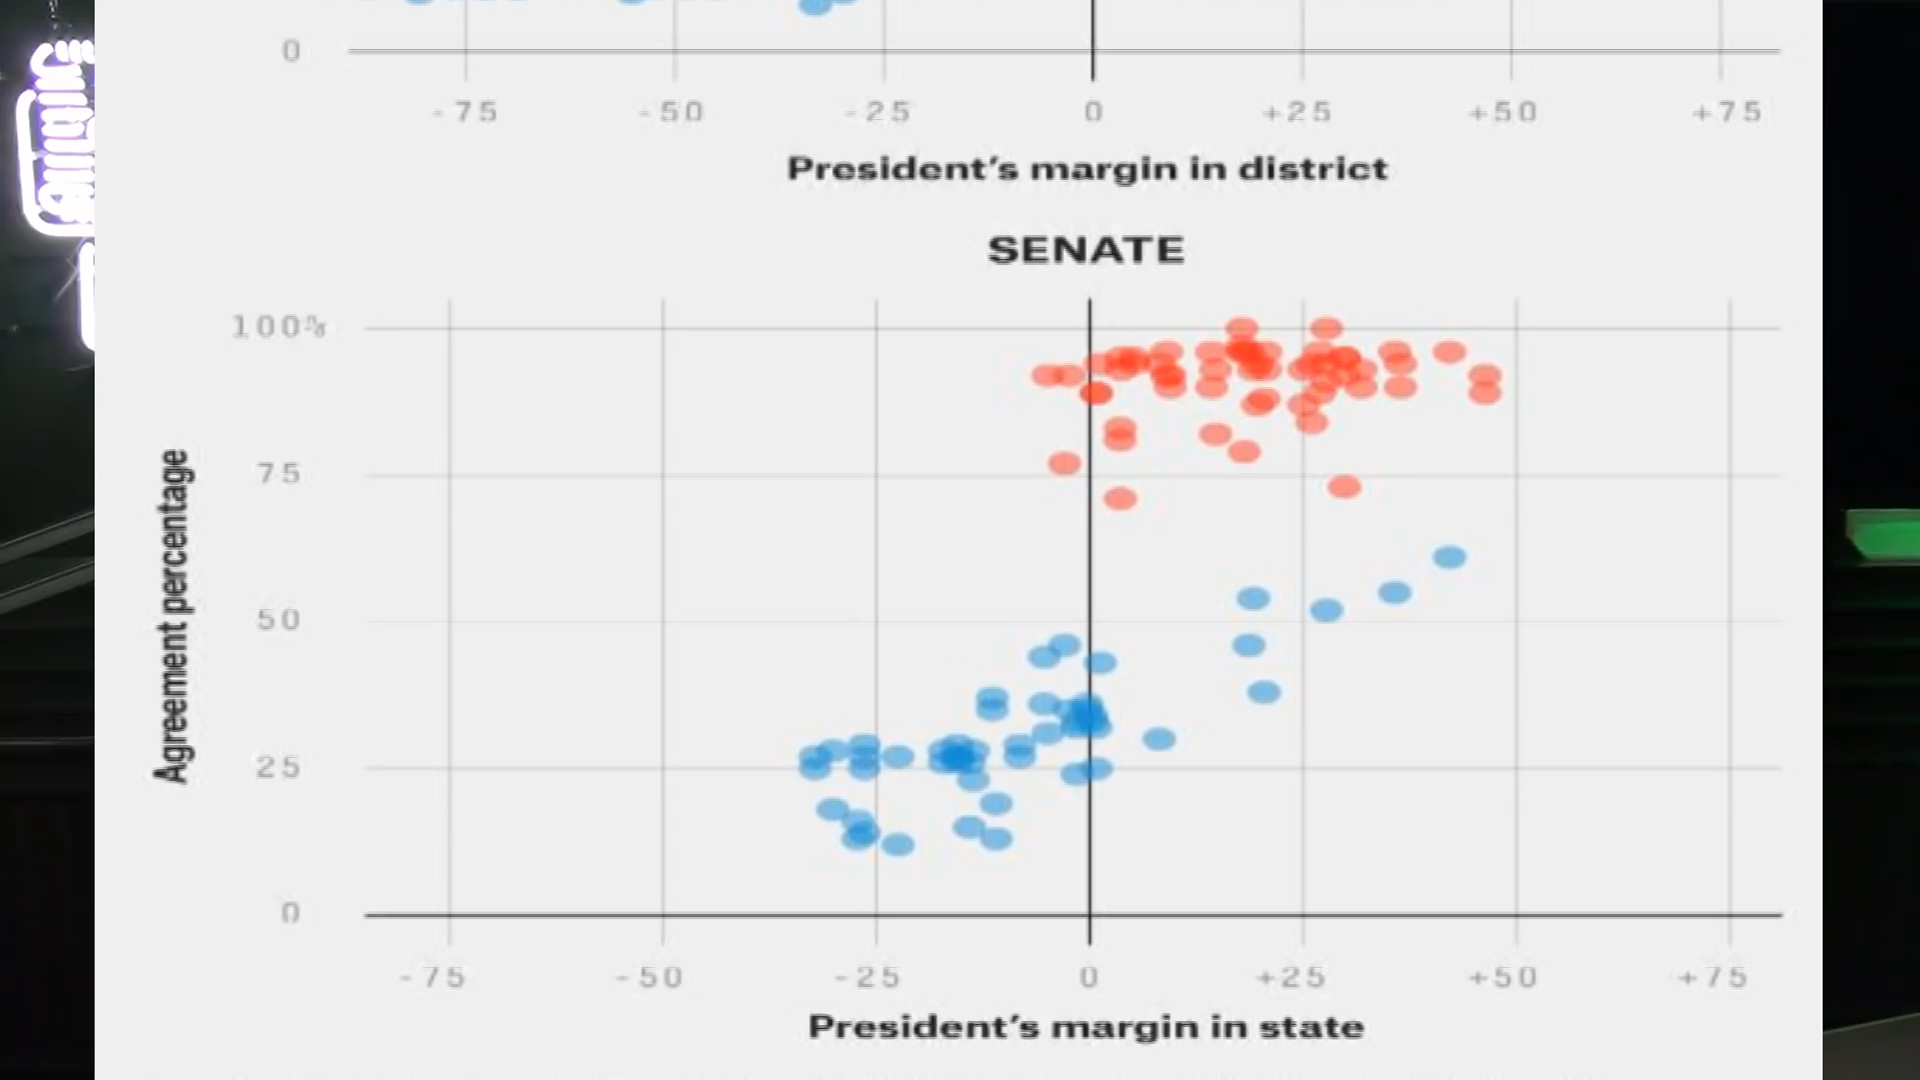 0
-75 -50 -25 0 +25 +50 +75
President's margin in district
SENATE
100%
75
50
25
0
Agreement percentage
-75 -50 -25 0 +25 +50 +75
President's margin in state